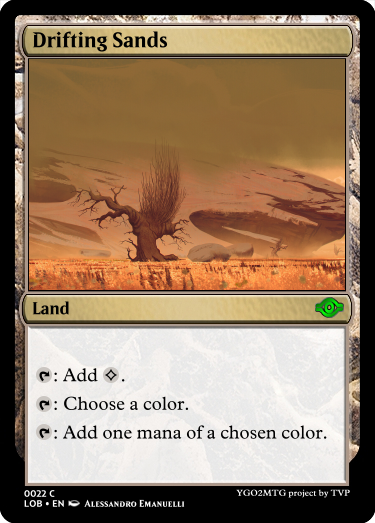 Drifting Sands
Land
: Add .
: Choose a color.
: Add one mana of a chosen color.
0022 C
LOB • EN Alessandro Emanuelli
YGO2MTG project by TVP